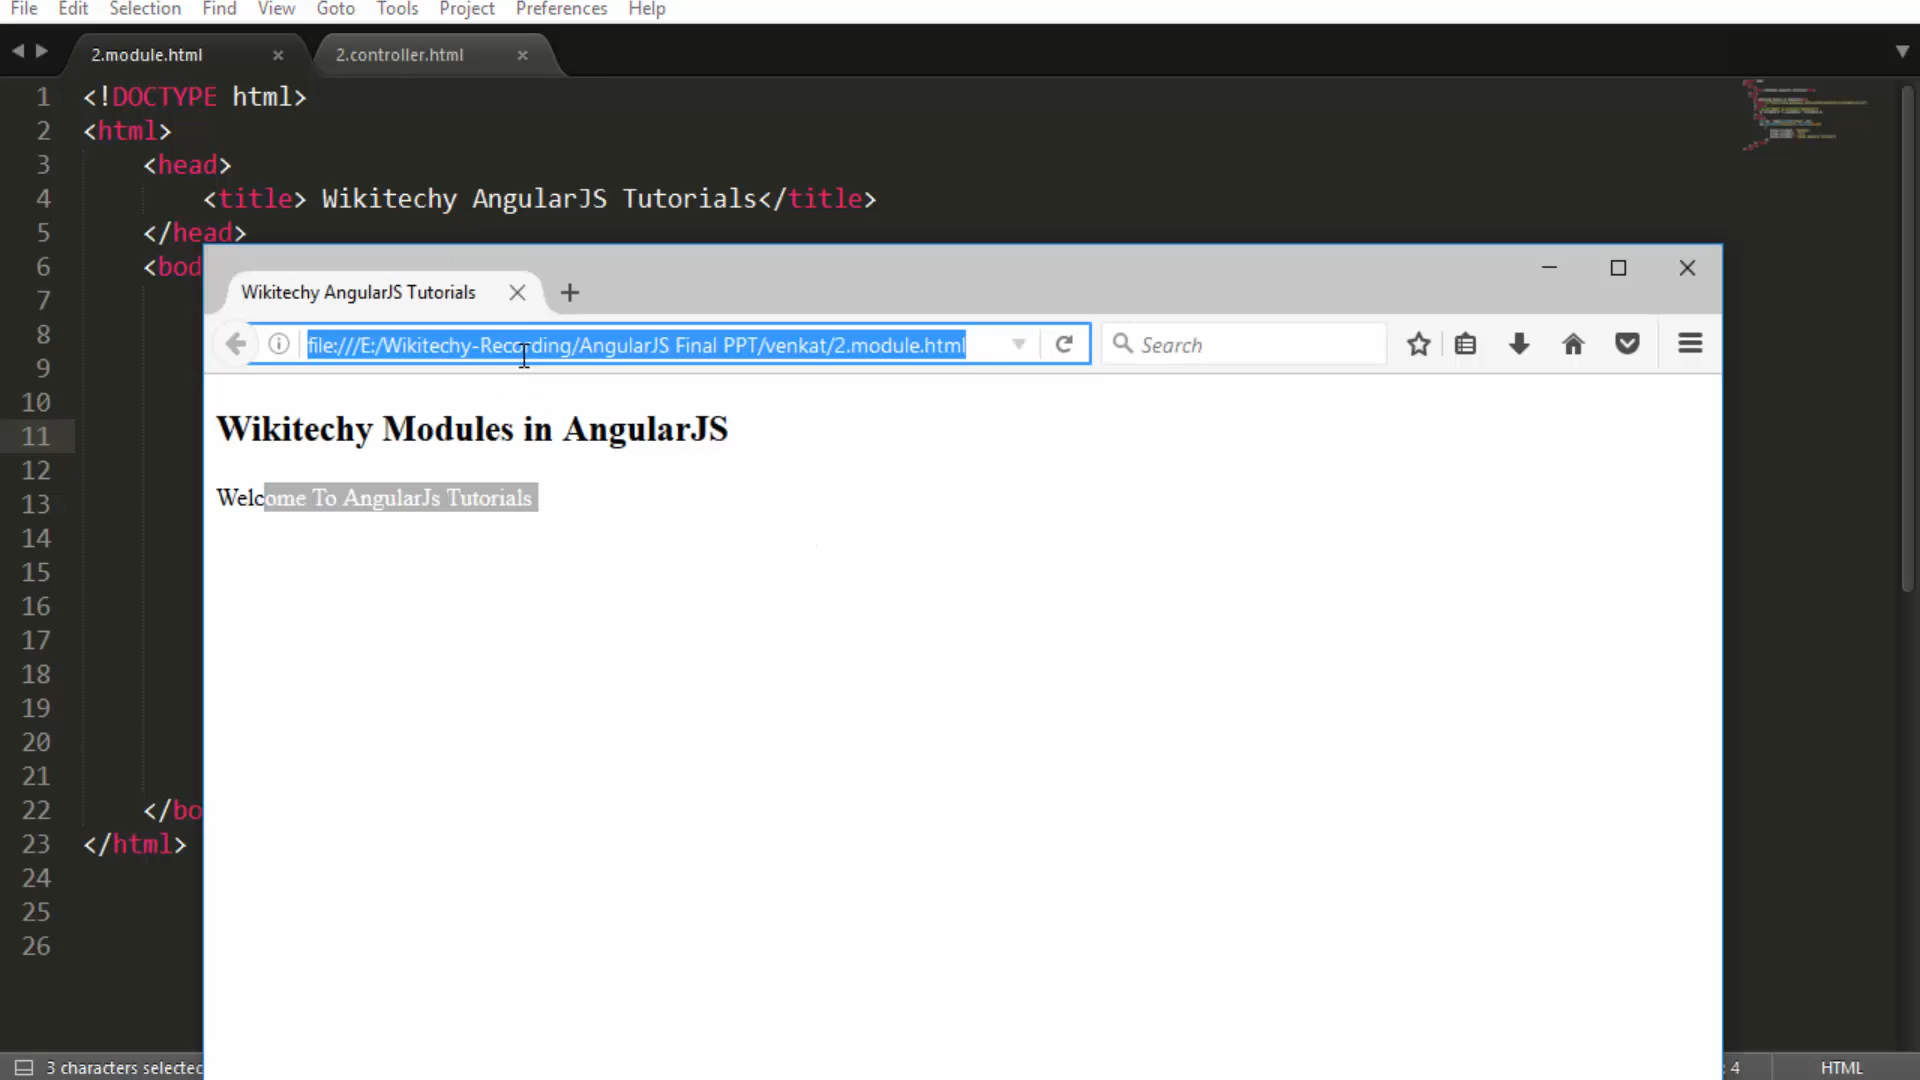 File Edit Selection Find View Goto Tools Project Preferences Help
2.module.html 2.controller.html
1 <!DOCTYPE html>
2 <html>
3 <head>
4 <title> Wikitechy AngularJS Tutorials</title>
5 </head>
6 <bod
7
8
9
10
11
12
13
14
15
16
17
18
19
20
21
22 </bo
23 </html>
24
25
26
Wikitechy AngularJS Tutorials
file:///E:/Wikitechy-Recording/AngularJS Final PPT/venkat/2.module.html
Search
Wikitechy Modules in AngularJS
Welcome To AngularJs Tutorials
3 characters selected
: 4 HTML